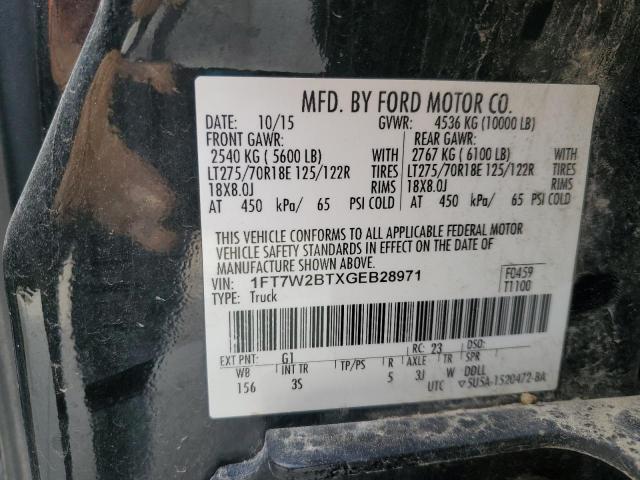 MFD. BY FORD MOTOR CO.
DATE: 10/15 GVWR: 4536 KG (10000 LB)
FRONT GAWR: REAR GAWR:
2540 KG ( 5600 LB) WITH 2767 KG ( 6100 LB) WITH
LT275/70R18E 125/122R TIRES LT275/70R18E 125/122R TIRES
18X8.0J RIMS 18X8.0J RIMS
AT 450 kPa/ 65 PSI COLD AT 450 kPa/ 65 PSI COLD
THIS VEHICLE CONFORMS TO ALL APPLICABLE FEDERAL MOTOR
VEHICLE SAFETY STANDARDS IN EFFECT ON THE DATE OF
MANUFACTURE SHOWN ABOVE.
VIN: 1FT7W2BTXGEB28971 F0459
TYPE: Truck T1100
EXT PNT: G1 RC: 23 DSO:
WB INT TR TP/PS R AXLE TR SPR
156 3S 5 3J W DDLL
UTC ▽5USA-1520472-BA